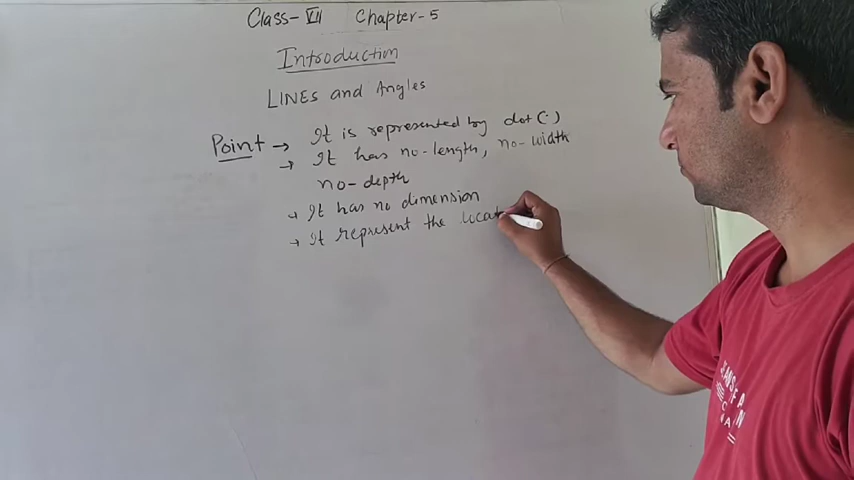 Class-VII Chapter-5
Introduction
LINES and Angles
Point → It is represented by dot (·)
→ It has no-length, no-width
no-depth
→ It has no dimension
→ It represent the locat